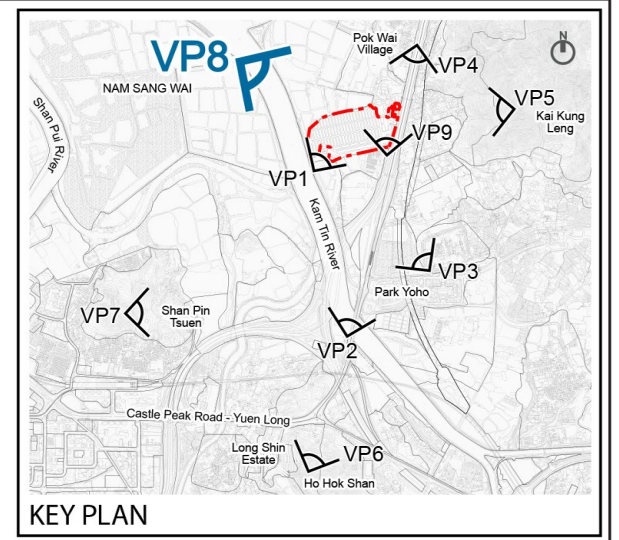 Pok Wai
Village
N
VP8
VP4
NAM SANG WAI
VP5
Kai Kung
Leng
Shan Pui River
VP9
VP1
Kam Tin River
VP3
Park Yoho
VP7
Shan Pin
Tsuen
VP2
Castle Peak Road - Yuen Long
Long Shin
Estate
VP6
Ho Hok Shan
KEY PLAN